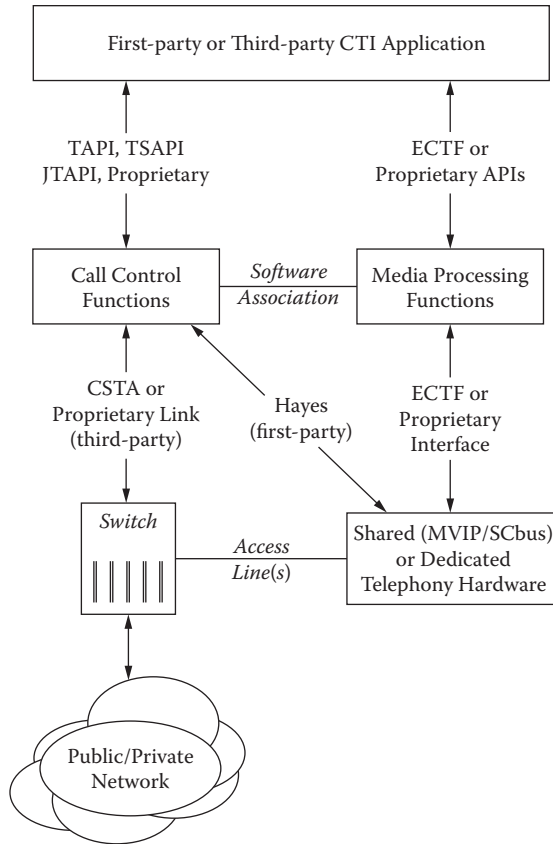 First-party or Third-party CTI Application
TAPI, TSAPI
JTAPI, Proprietary
ECTF or
Proprietary APIs
Call Control
Functions
Software
Association
Media Processing
Functions
CSTA or
Proprietary Link
(third-party)
Hayes
(first-party)
ECTF or
Proprietary
Interface
Switch
Access
Line(s)
Shared (MVIP/SCbus)
or Dedicated
Telephony Hardware
Public/Private
Network